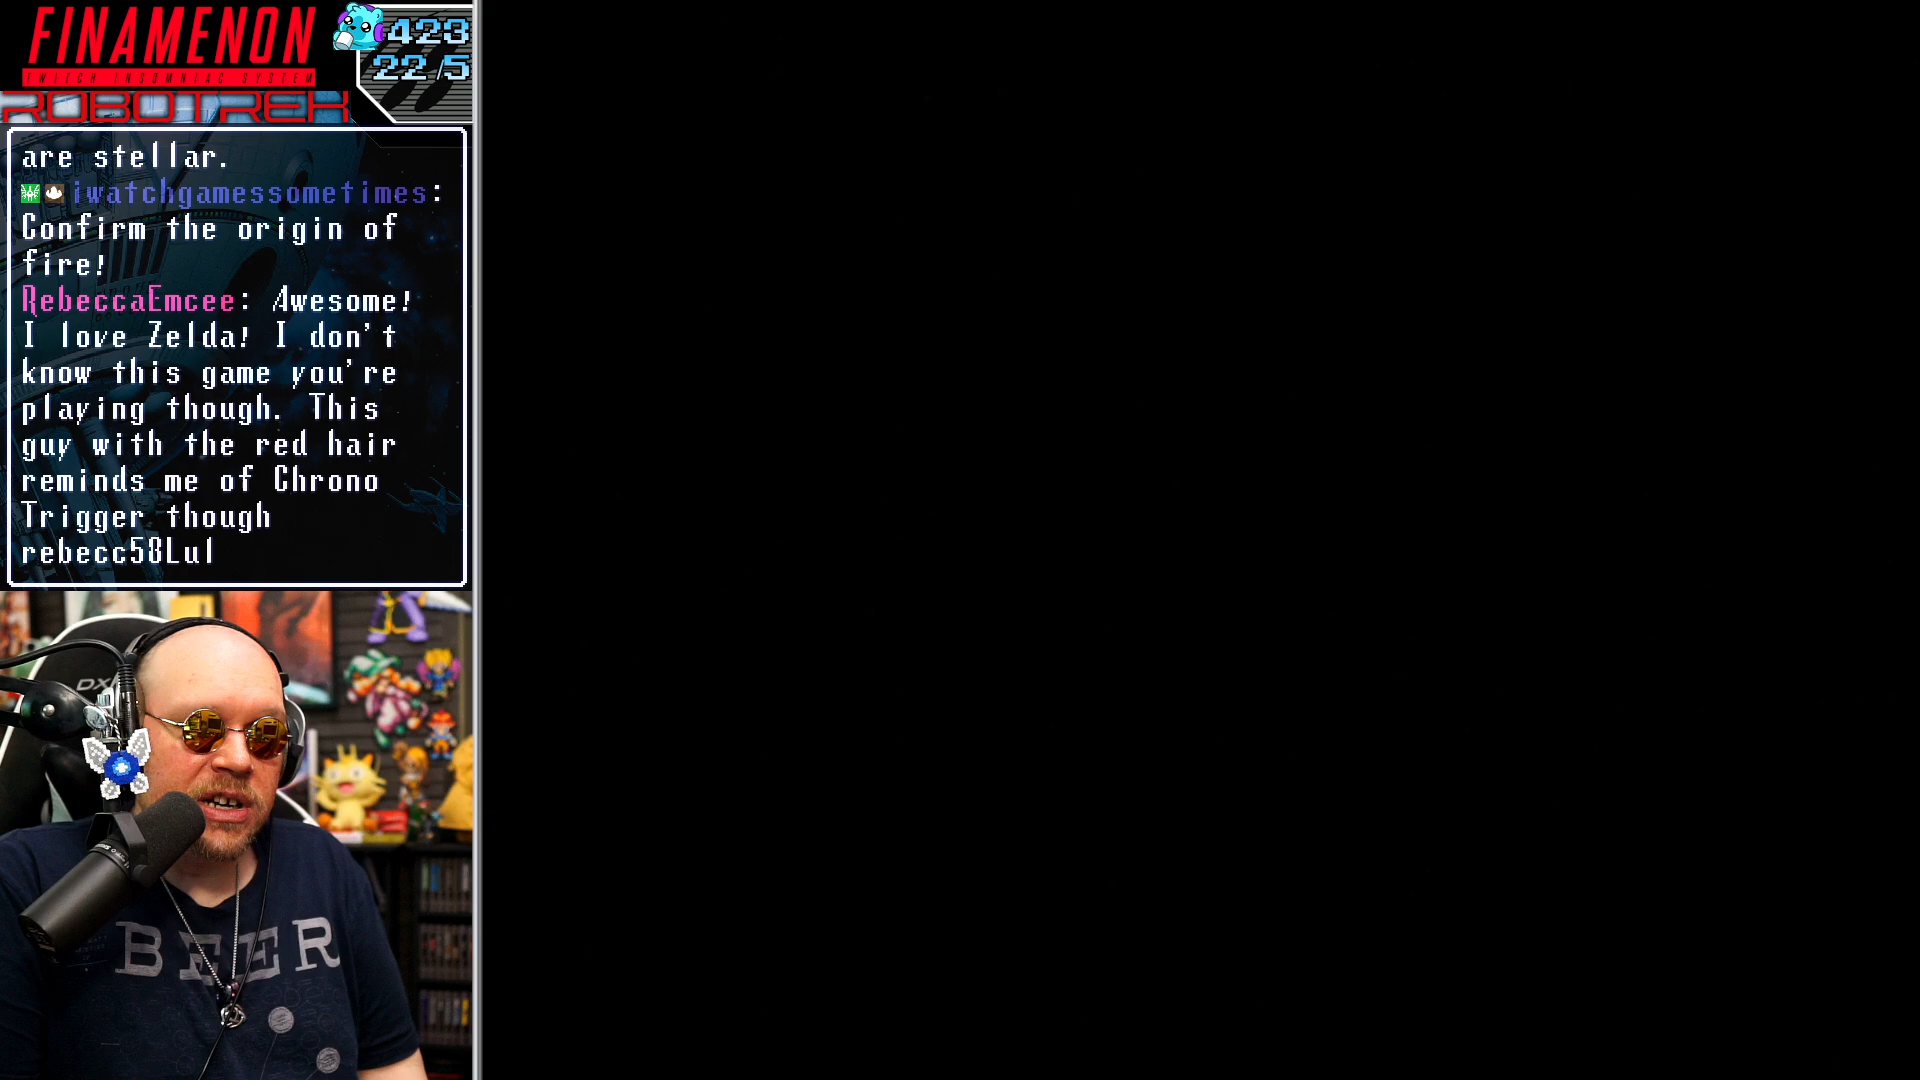 FINAMENON
TWITCH INSOMNIAC SYSTEM
423
22/5
ROBOTREK
are stellar.
iwatchgamessometimes:
Confirm the origin of
fire!
RebeccaEmcee: Awesome!
I love Zelda! I don't
know this game you're
playing though. This
guy with the red hair
reminds me of Chrono
Trigger though
rebecc58Lul
DX
BEER